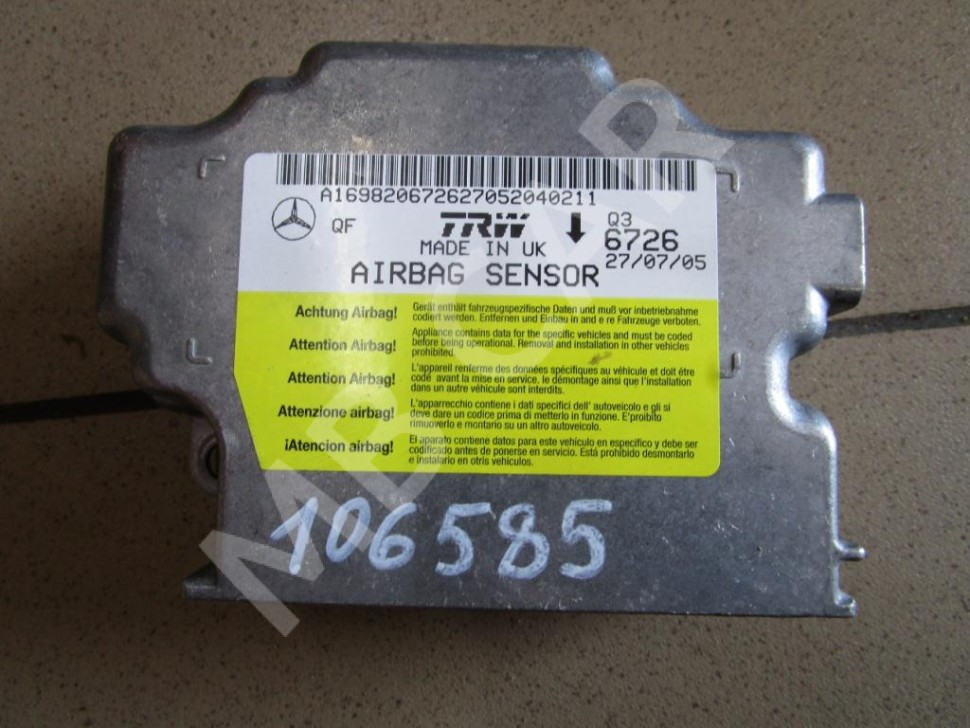 A169820672627052040211
QF TRW Q3
MADE IN UK 6726
AIRBAG SENSOR 27/07/05
Achtung Airbag! Gerät enthält fahrzeugspezifische Daten und muß vor inbetriebnahme
codiert werden. Entfernen und Einbau in and e re Fahrzeuge verboten.
Attention Airbag! Appliance contains data for the specific vehicles and must be coded
before being operational. Removal and installation in other vehicles
prohibited.
Attention Airbag! L'appareil renferme des données spécifiques au véhicule et doit être
codé avant la mise en service. le démontage ainsi que l'installation
dans un autre véhicule sont interdits.
Attenzione airbag! L'apparecchio contiene i dati specifici dell' autoveicolo e gli si
deve dare un codice prima di metterlo in funzione. E'proibito
rimuoverlo e montario su un altro autoveicolo.
¡Atencion airbag! El aparato contiene datos para este vehículo en específico y debe ser
codificado antes de ponerse en servicio. Está prohibido desmontarlo
e instalarlo en otris vehículos.
106585
MB CAR